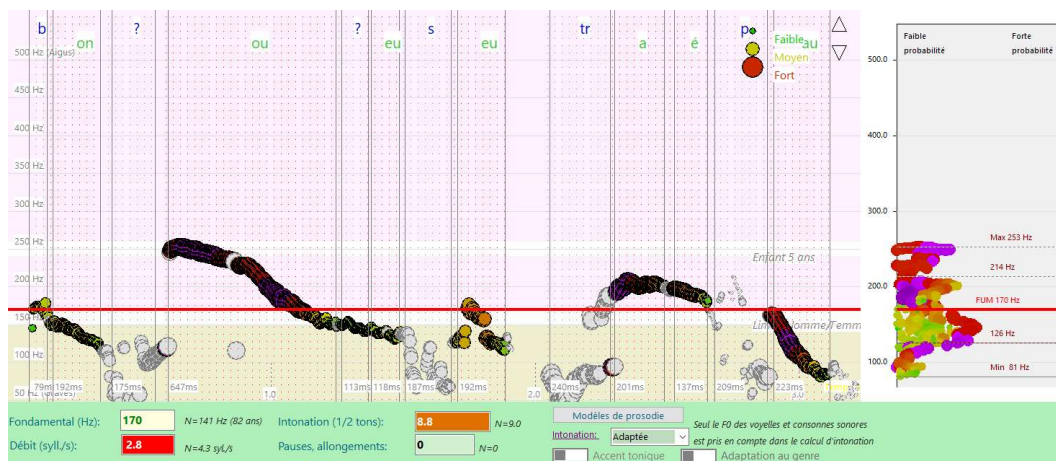 b ? ? s tr p
on ou eu eu a é au
Faible
Moyen
Fort
500 Hz (Aigus)
450 Hz
400 Hz
350 Hz
300 Hz
250 Hz
200 Hz
150 Hz
100 Hz
50 Hz (Graves)
Enfant 5 ans
Limite Homme/Femm
79m 192ms 175ms 647ms 113ms 118ms 187ms 192ms 240ms 201ms 137ms 209ms 223ms
1.0 2.0 3.0
Faible Forte
probabilité probabilité
500.0
400.0
300.0
200.0
100.0
Max 253 Hz
214 Hz
FUM 170 Hz
126 Hz
Min 81 Hz
Fondamental (Hz): 170 N=141 Hz (82 ans) Intonation (1/2 tons): 8.8 N=9.0
Débit (syll./s): 2.8 N=4.3 syL/s Pauses, allongements: 0 N=0
Modèles de prosodie
Intonation: Adaptée
Seul le F0 des voyelles et consonnes sonores
est pris en compte dans le calcul d'intonation
Accent tonique Adaptation au genre